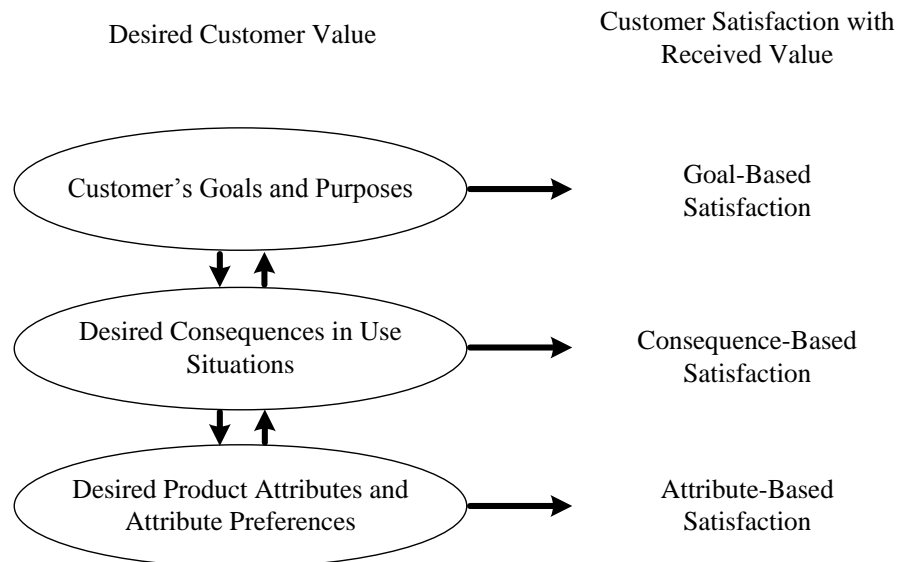 Desired Customer Value
Customer Satisfaction with
Received Value
Customer’s Goals and Purposes
Goal-Based
Satisfaction
Desired Consequences in Use
Situations
Consequence-Based
Satisfaction
Desired Product Attributes and
Attribute Preferences
Attribute-Based
Satisfaction